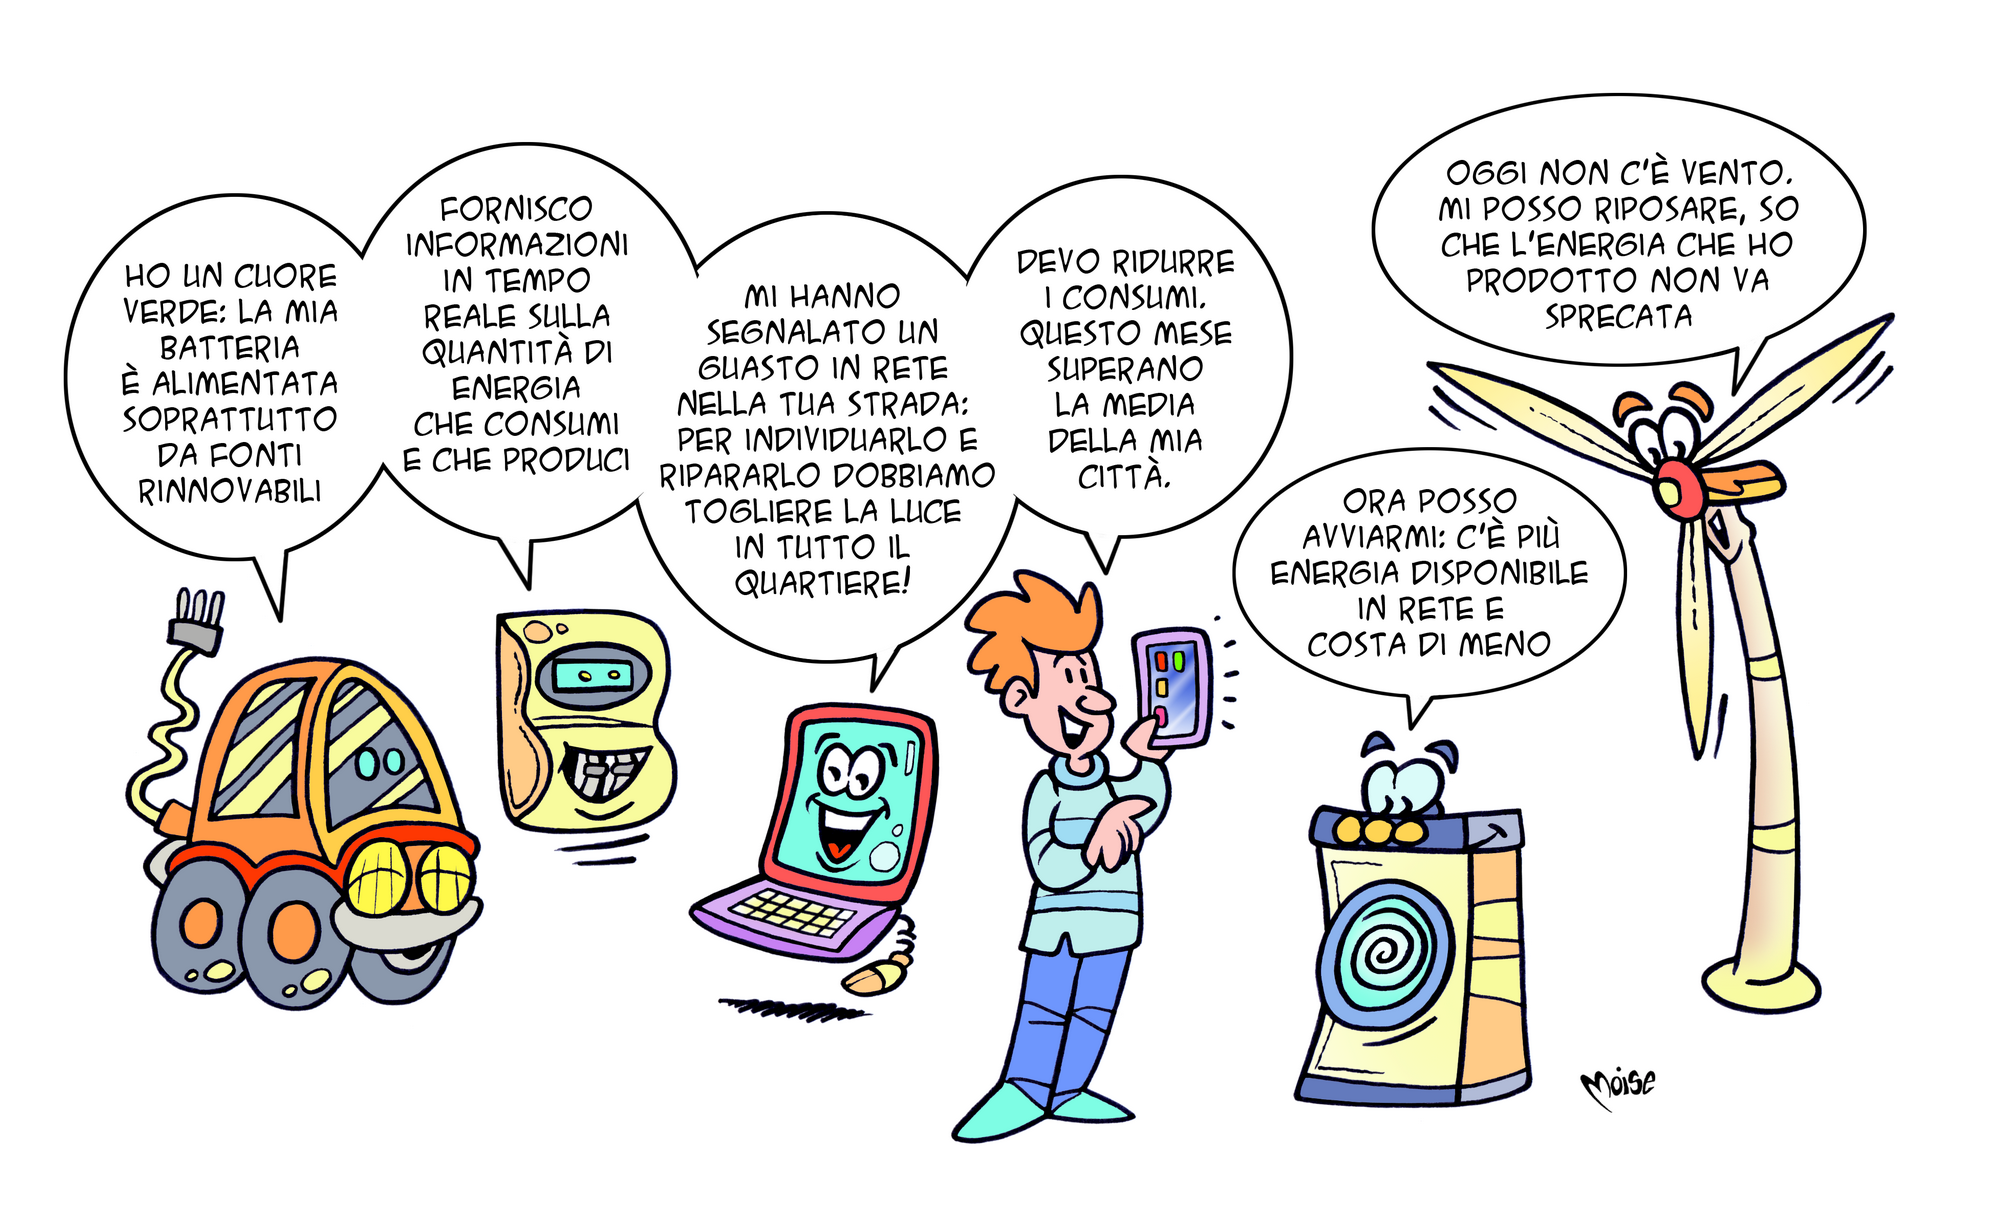 HO UN CUORE
VERDE: LA MIA
BATTERIA
È ALIMENTATA
SOPRATTUTTO
DA FONTI
RINNOVABILI
FORNISCO
INFORMAZIONI
IN TEMPO
REALE SULLA
QUANTITÀ DI
ENERGIA
CHE CONSUMI
E CHE PRODUCI
MI HANNO
SEGNALATO UN
GUASTO IN RETE
NELLA TUA STRADA:
PER INDIVIDUARLO E
RIPARARLO DOBBIAMO
TOGLIERE LA LUCE
IN TUTTO IL
QUARTIERE!
DEVO RIDURRE
I CONSUMI.
QUESTO MESE
SUPERANO
LA MEDIA
DELLA MIA
CITTÀ.
ORA POSSO
AVVIARMI: C'È PIÙ
ENERGIA DISPONIBILE
IN RETE E
COSTA DI MENO
OGGI NON C'È VENTO.
MI POSSO RIPOSARE, SO
CHE L'ENERGIA CHE HO
PRODOTTO NON VA
SPRECATA
Moise